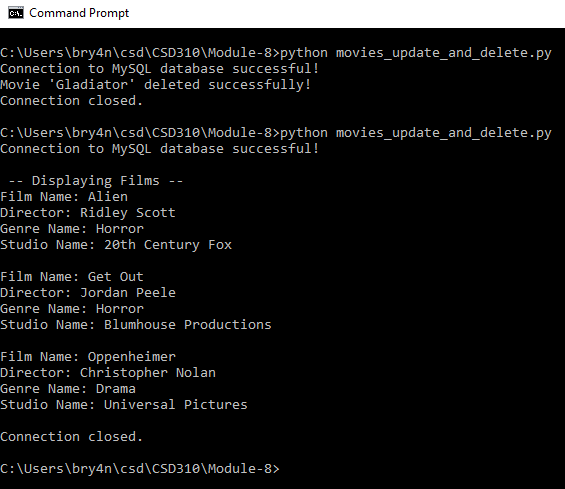 Command Prompt
C:\Users\bry4n\csd\CSD310\Module-8>python movies_update_and_delete.py
Connection to MySQL database successful!
Movie 'Gladiator' deleted successfully!
Connection closed.
C:\Users\bry4n\csd\CSD310\Module-8>python movies_update_and_delete.py
Connection to MySQL database successful!
-- Displaying Films --
Film Name: Alien
Director: Ridley Scott
Genre Name: Horror
Studio Name: 20th Century Fox
Film Name: Get Out
Director: Jordan Peele
Genre Name: Horror
Studio Name: Blumhouse Productions
Film Name: Oppenheimer
Director: Christopher Nolan
Genre Name: Drama
Studio Name: Universal Pictures
Connection closed.
C:\Users\bry4n\csd\CSD310\Module-8>